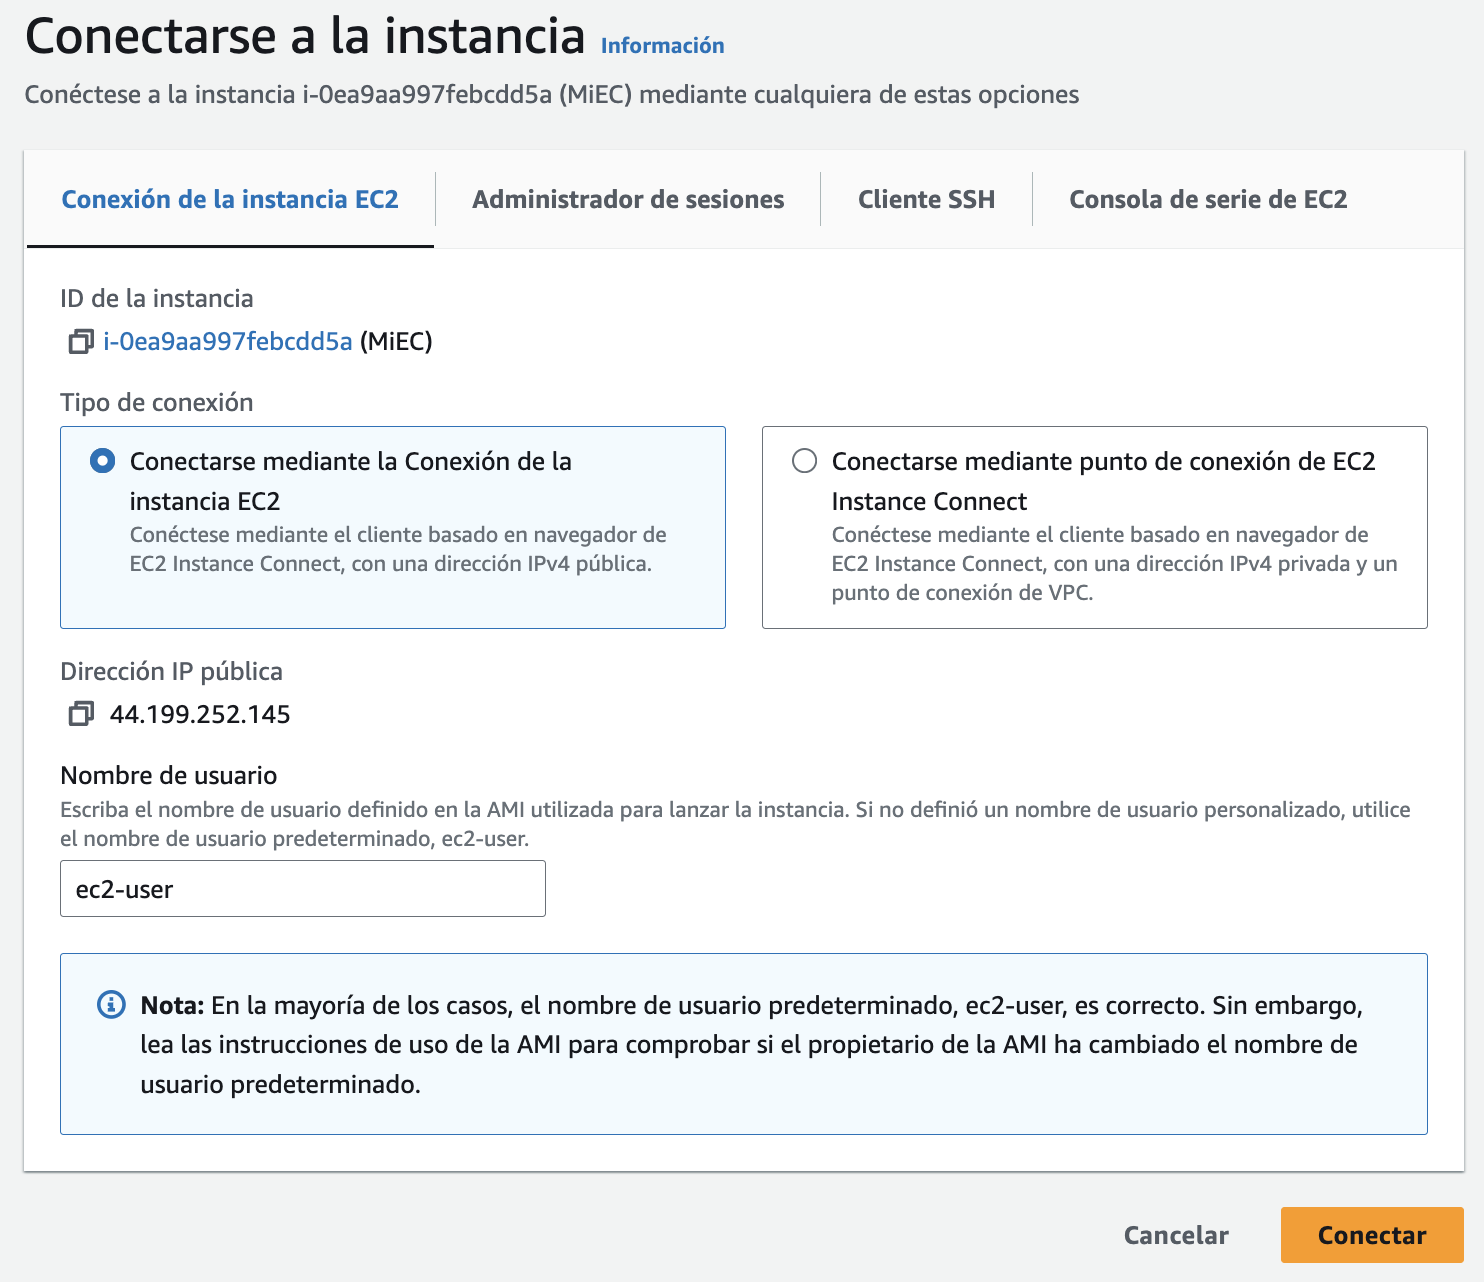 Conectarse a la instancia Información
Conéctese a la instancia i-0ea9aa997febcdd5a (MiEC) mediante cualquiera de estas opciones
Conexión de la instancia EC2
Administrador de sesiones
Cliente SSH
Consola de serie de EC2
ID de la instancia
i-0ea9aa997febcdd5a (MiEC)
Tipo de conexión
Conectarse mediante la Conexión de la
instancia EC2
Conéctese mediante el cliente basado en navegador de
EC2 Instance Connect, con una dirección IPv4 pública.
Conectarse mediante punto de conexión de EC2
Instance Connect
Conéctese mediante el cliente basado en navegador de
EC2 Instance Connect, con una dirección IPv4 privada y un
punto de conexión de VPC.
Dirección IP pública
44.199.252.145
Nombre de usuario
Escriba el nombre de usuario definido en la AMI utilizada para lanzar la instancia. Si no definió un nombre de usuario personalizado, utilice
el nombre de usuario predeterminado, ec2-user.
ec2-user
Nota: En la mayoría de los casos, el nombre de usuario predeterminado, ec2-user, es correcto. Sin embargo,
lea las instrucciones de uso de la AMI para comprobar si el propietario de la AMI ha cambiado el nombre de
usuario predeterminado.
Cancelar
Conectar